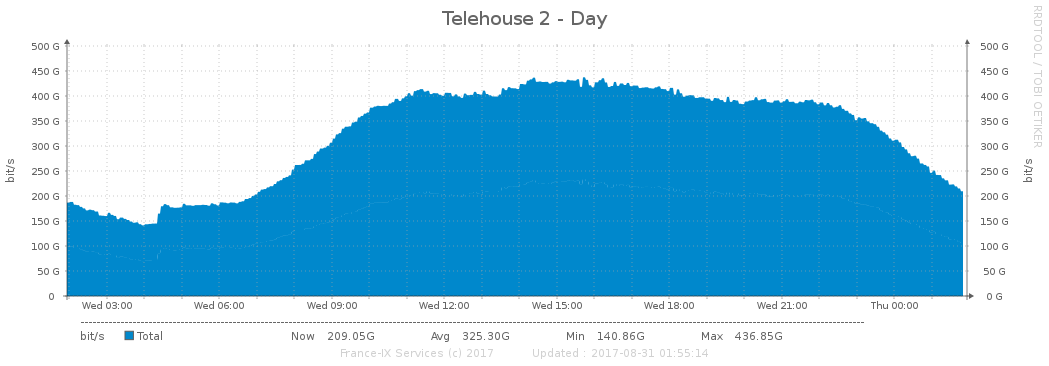 Telehouse 2 - Day
RRDTOOL / TOBI OETIKER
bit/s
500 G 500 G
450 G 450 G
400 G 400 G
350 G 350 G
300 G 300 G
250 G 250 G
200 G 200 G
150 G 150 G
100 G 100 G
50 G 50 G
0 0 G
bit/s
Wed 03:00 Wed 06:00 Wed 09:00 Wed 12:00 Wed 15:00 Wed 18:00 Wed 21:00 Thu 00:00
bit/s Total Now 209.05G Avg 325.30G Min 140.86G Max 436.85G
France-IX Services (c) 2017 Updated : 2017-08-31 01:55:14